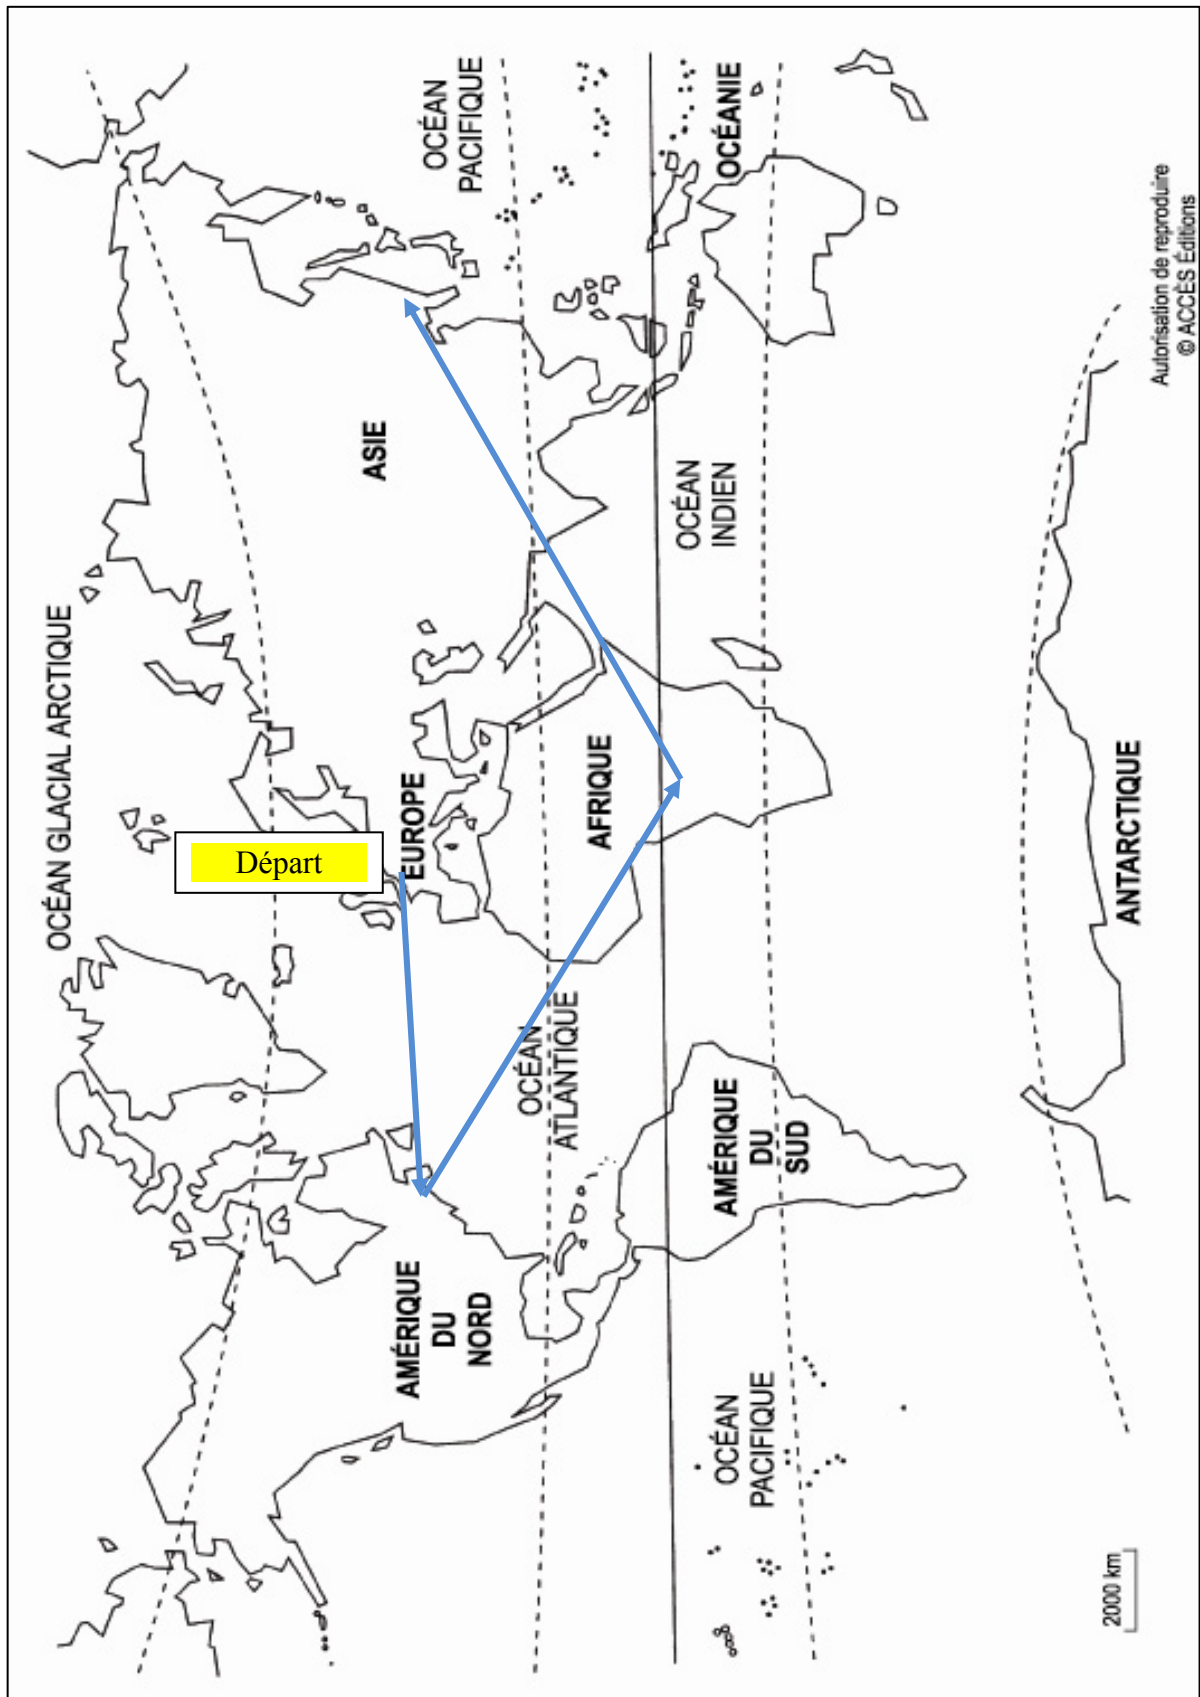 OCÉAN GLACIAL ARCTIQUE
Départ
AMÉRIQUE
DU
NORD
EUROPE
ASIE
OCÉAN
PACIFIQUE
OCÉAN
ATLANTIQUE
AFRIQUE
OCÉAN
PACIFIQUE
AMÉRIQUE
DU
SUD
OCÉAN
INDIEN
OCÉANIE
ANTARCTIQUE
2000 km
Autorisation de reproduire
© ACCÈS Éditions